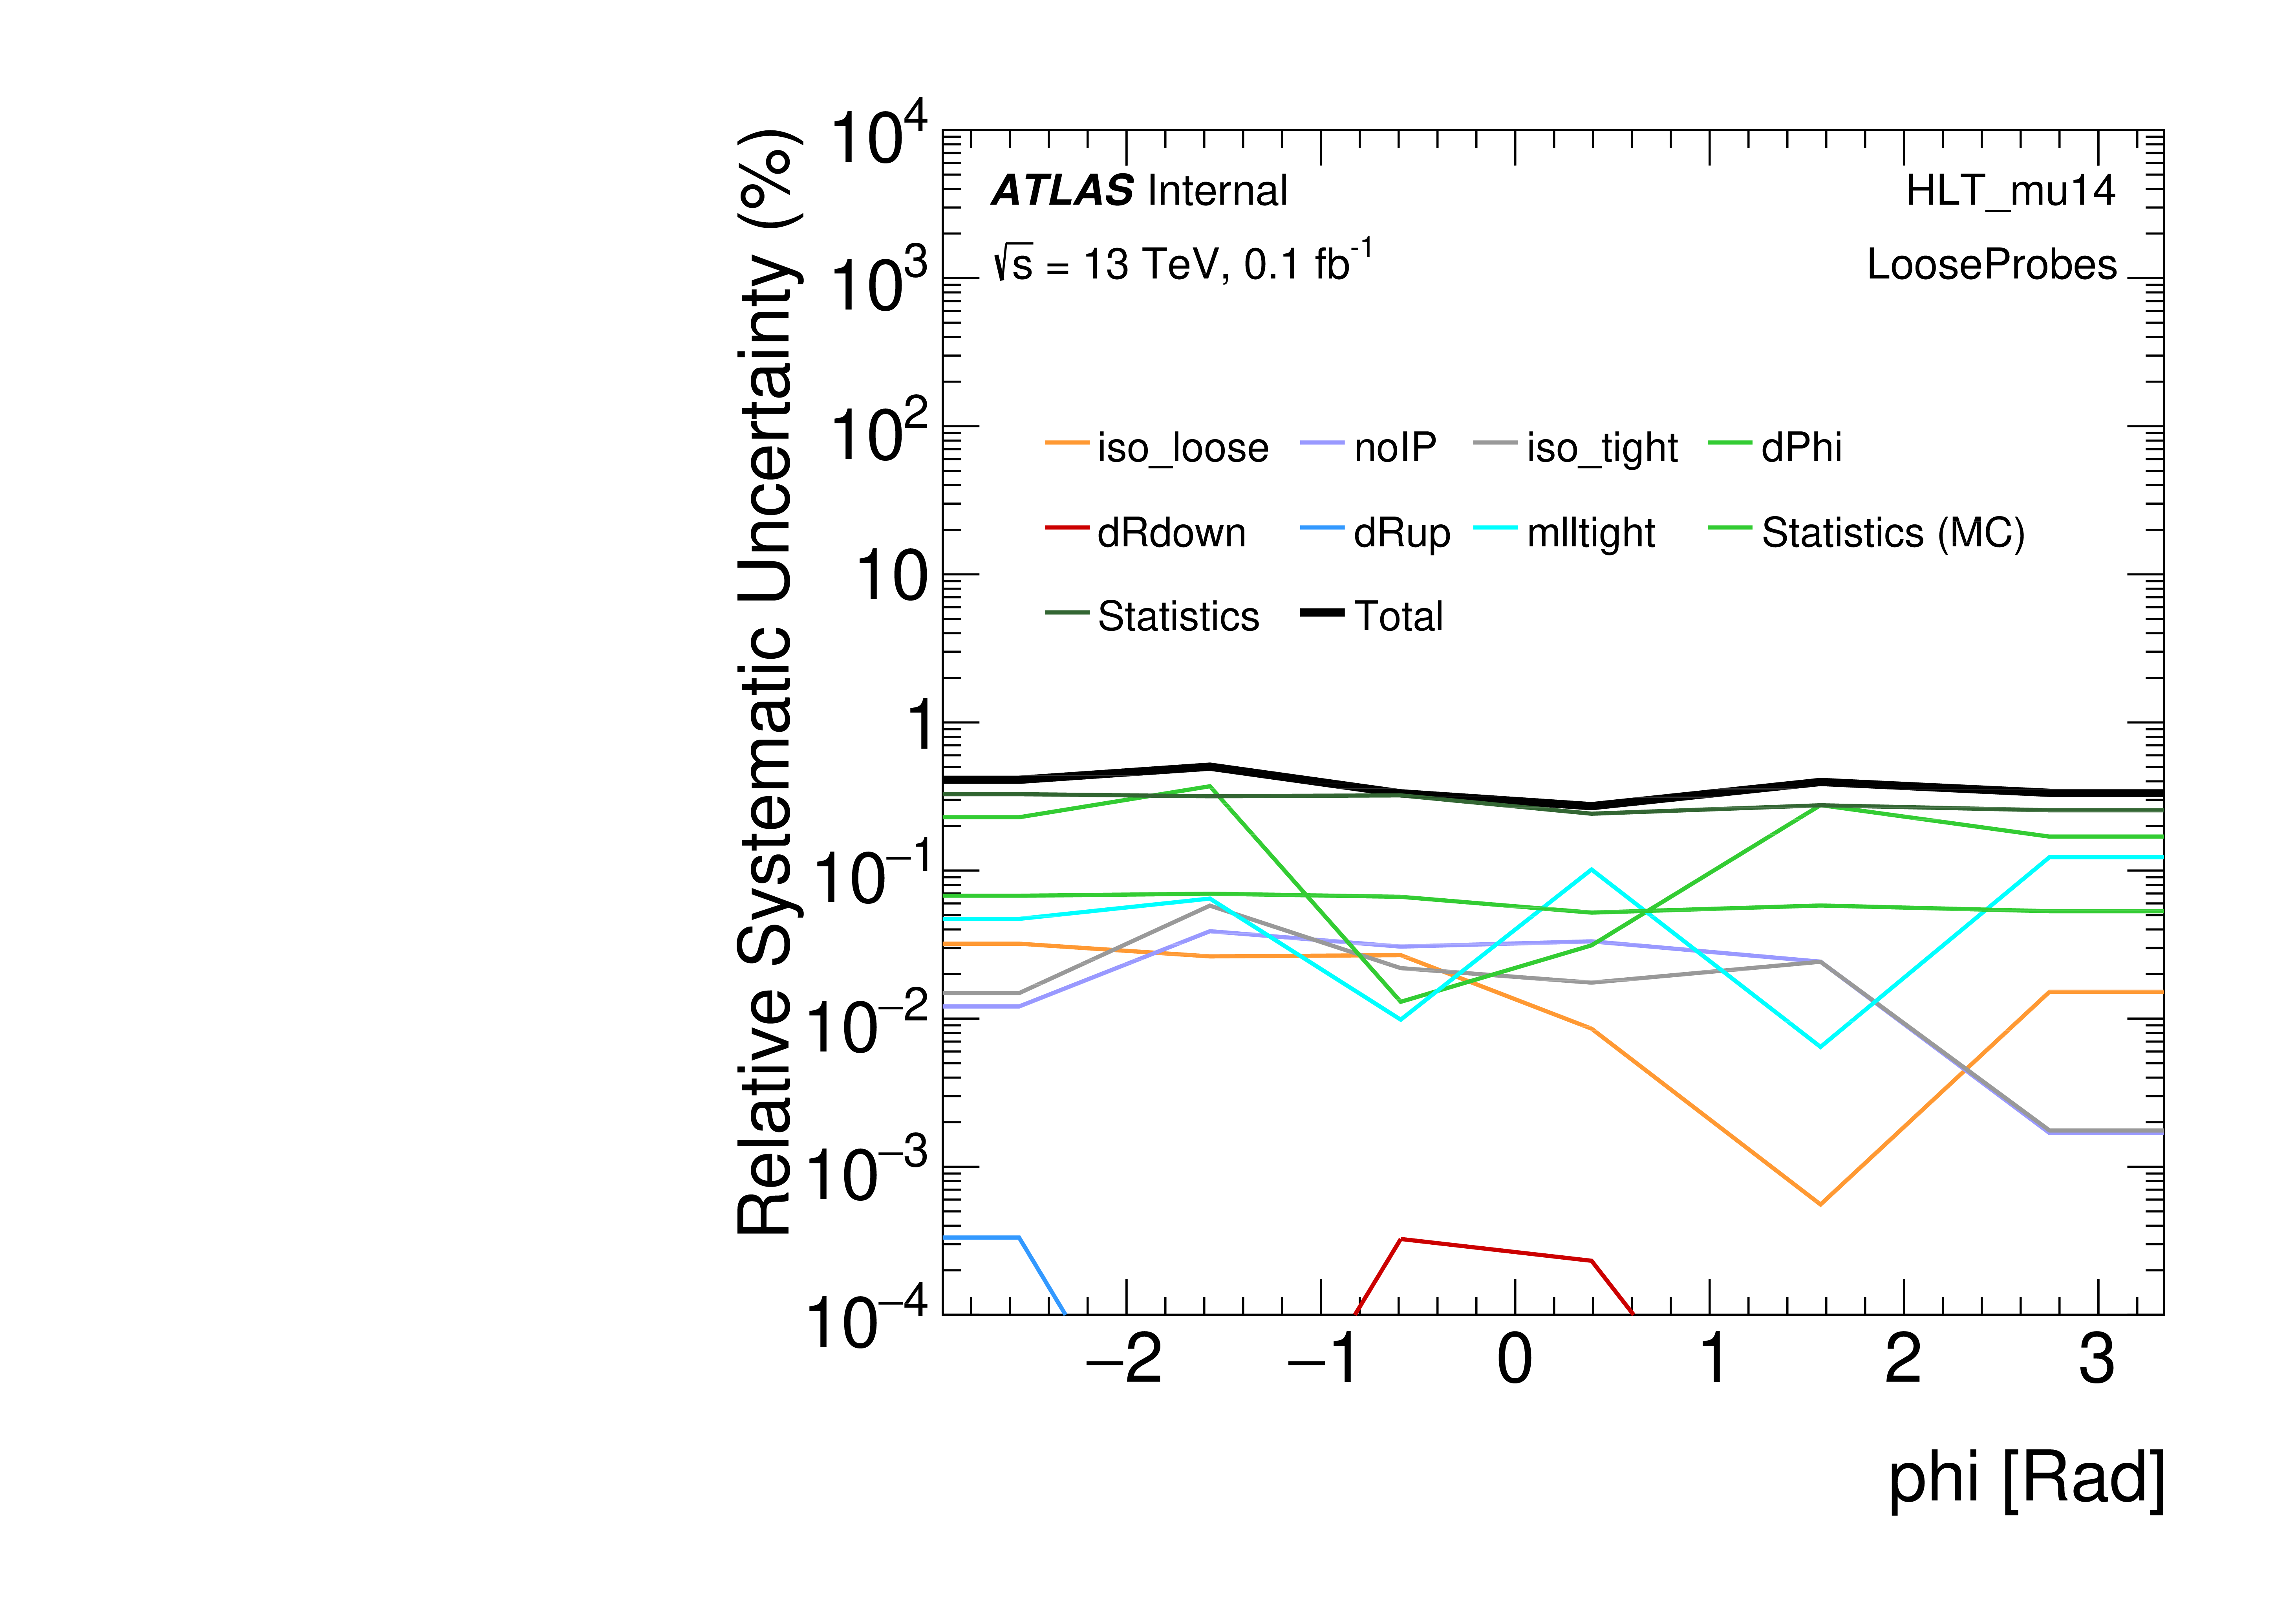 Relative Systematic Uncertainty (%)
10^4
10^3
10^2
10
1
10^−1
10^−2
10^−3
10^−4
ATLAS Internal
√s = 13 TeV, 0.1 fb^-1
HLT_mu14
LooseProbes
iso_loose noIP iso_tight dPhi
dRdown dRup mlltight Statistics (MC)
Statistics Total
−2 −1 0 1 2 3
phi [Rad]